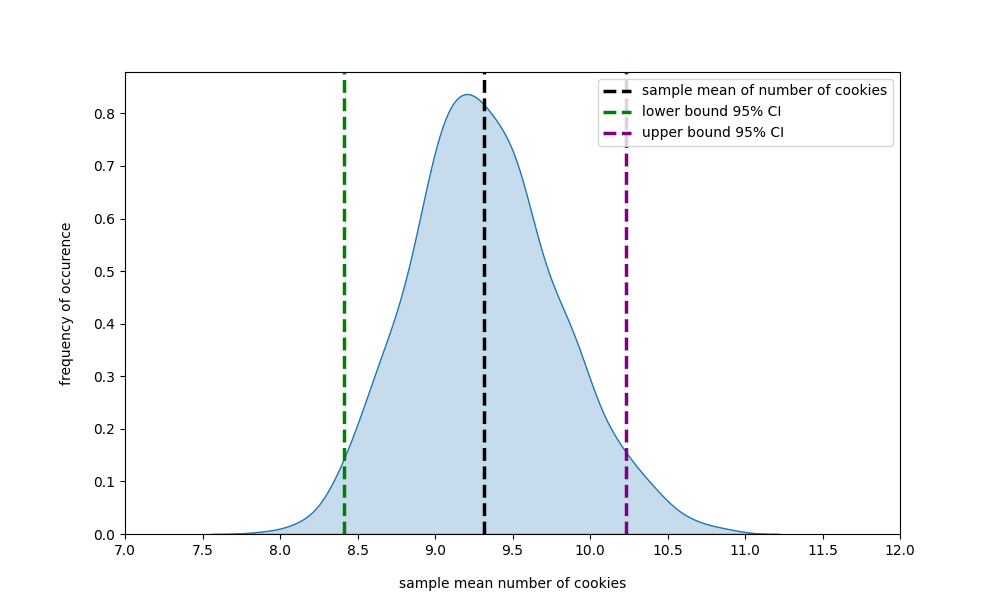 sample mean of number of cookies
lower bound 95% CI
upper bound 95% CI
0.8
0.7
0.6
0.5
0.4
0.3
0.2
0.1
0.0
frequency of occurence
7.0 7.5 8.0 8.5 9.0 9.5 10.0 10.5 11.0 11.5 12.0
sample mean number of cookies